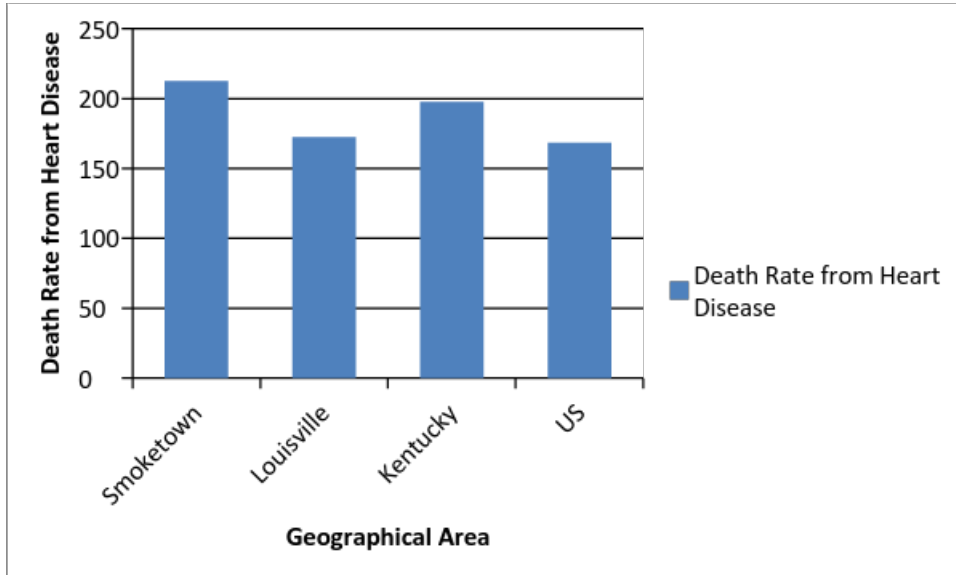 Death Rate from Heart Disease
250
200
150
100
50
0
Smoketown
Louisville
Kentucky
US
Geographical Area
Death Rate from Heart
Disease